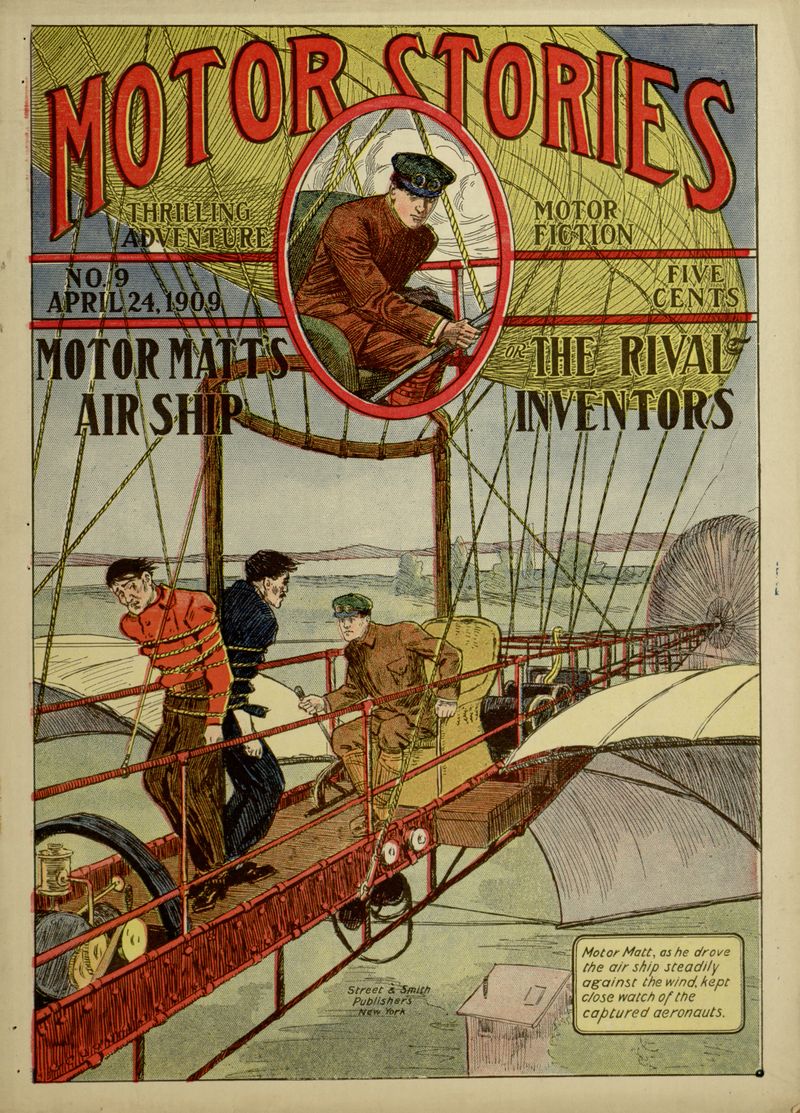 MOTOR STORIES
THRILLING
ADVENTURE
MOTOR
FICTION
NO. 9
APRIL 24, 1909
FIVE
CENTS
MOTOR MATT'S
AIR SHIP
OR THE RIVAL
INVENTORS
Motor Matt, as he drove
the air ship steadily
against the wind, kept
close watch of the
captured aeronauts.
Street & Smith
Publishers
New York